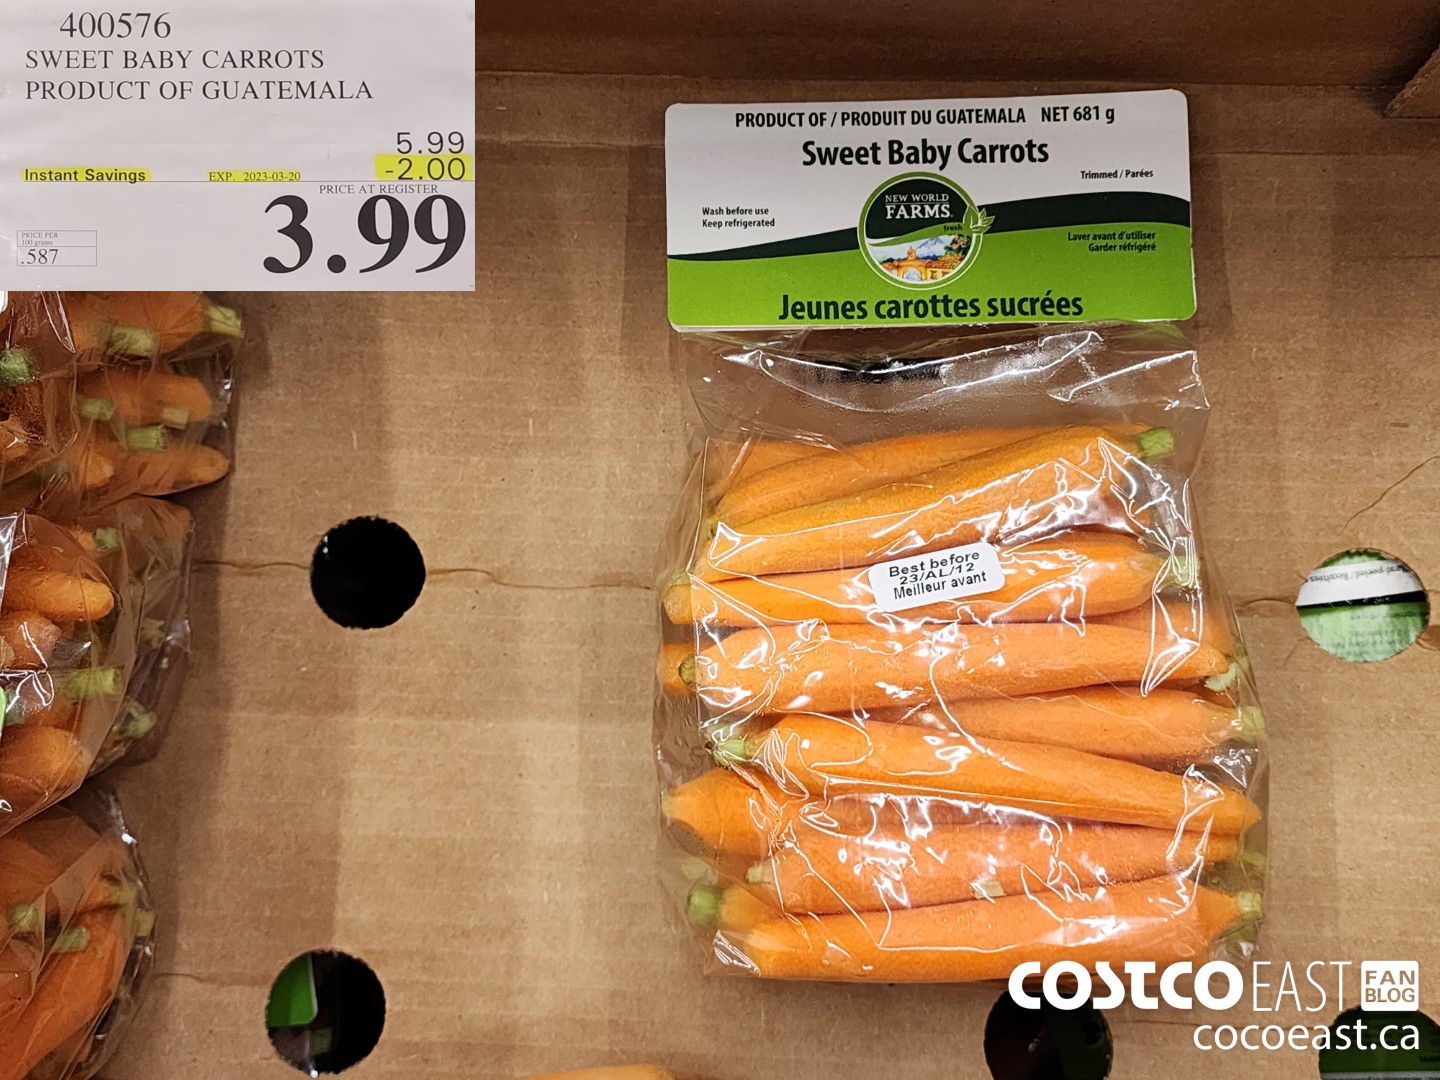 400576
SWEET BABY CARROTS
PRODUCT OF GUATEMALA
5.99
Instant Savings EXP. 2023-03-20 -2.00
PRICE AT REGISTER
3.99
PRICE PER
100 grams
.587
PRODUCT OF / PRODUIT DU GUATEMALA NET 681 g
Sweet Baby Carrots
Trimmed / Parées
Wash before use
Keep refrigerated
NEW WORLD
FARMS
fresh
Laver avant d'utiliser
Garder réfrigéré
Jeunes carottes sucrées
Best before
23/AL/12
Meilleur avant
COSTCO EAST FAN
BLOG
cocoeast.ca